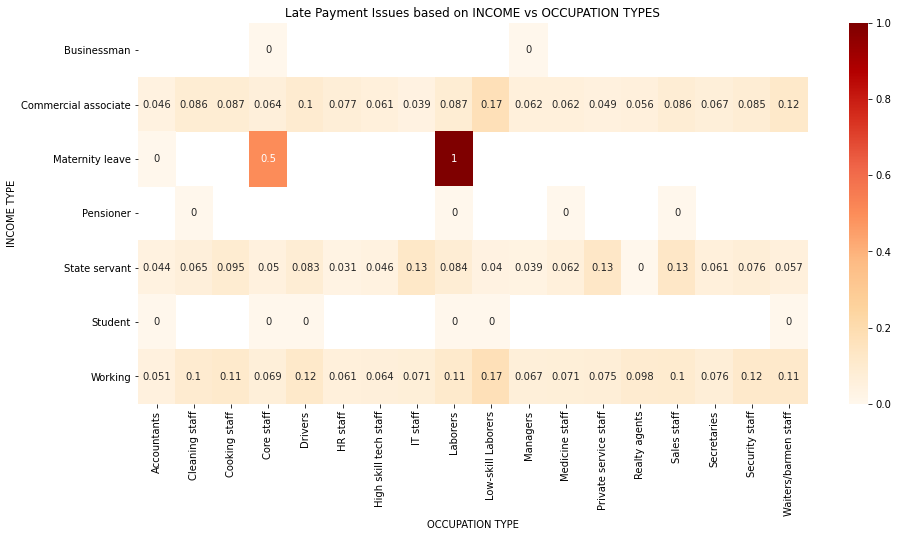 Late Payment Issues based on INCOME vs OCCUPATION TYPES
INCOME TYPE
Businessman 0 0
Commercial associate 0.046 0.086 0.087 0.064 0.1 0.077 0.061 0.039 0.087 0.17 0.062 0.062 0.049 0.056 0.086 0.067 0.085 0.12
Maternity leave 0 0.5 1
Pensioner 0 0 0 0
State servant 0.044 0.065 0.095 0.05 0.083 0.031 0.046 0.13 0.084 0.04 0.039 0.062 0.13 0 0.13 0.061 0.076 0.057
Student 0 0 0 0 0 0
Working 0.051 0.1 0.11 0.069 0.12 0.061 0.064 0.071 0.11 0.17 0.067 0.071 0.075 0.098 0.1 0.076 0.12 0.11
Accountants
Cleaning staff
Cooking staff
Core staff
Drivers
HR staff
High skill tech staff
IT staff
Laborers
Low-skill Laborers
Managers
Medicine staff
Private service staff
Realty agents
Sales staff
Secretaries
Security staff
Waiters/barmen staff
OCCUPATION TYPE
1.0
0.8
0.6
0.4
0.2
0.0